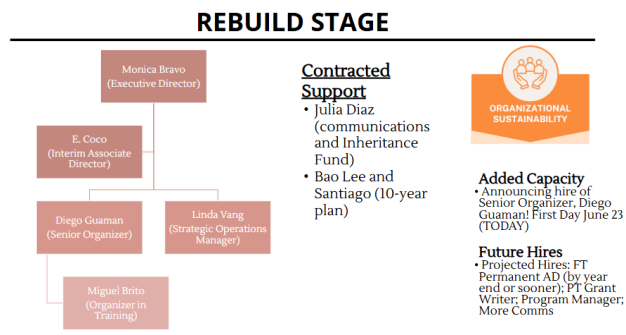 REBUILD STAGE
Monica Bravo
(Executive Director)
E. Coco
(Interim Associate
Director)
Diego Guaman
(Senior Organizer)
Linda Vang
(Strategic Operations
Manager)
Miguel Brito
(Organizer in
Training)
Contracted
Support
• Julia Diaz
(communications
and Inheritance
Fund)
• Bao Lee and
Santiago (10-year
plan)
ORGANIZATIONAL
SUSTAINABILITY
Added Capacity
• Announcing hire of
Senior Organizer, Diego
Guaman! First Day June 23
(TODAY)
Future Hires
• Projected Hires: FT
Permanent AD (by year
end or sooner); PT Grant
Writer; Program Manager;
More Comms